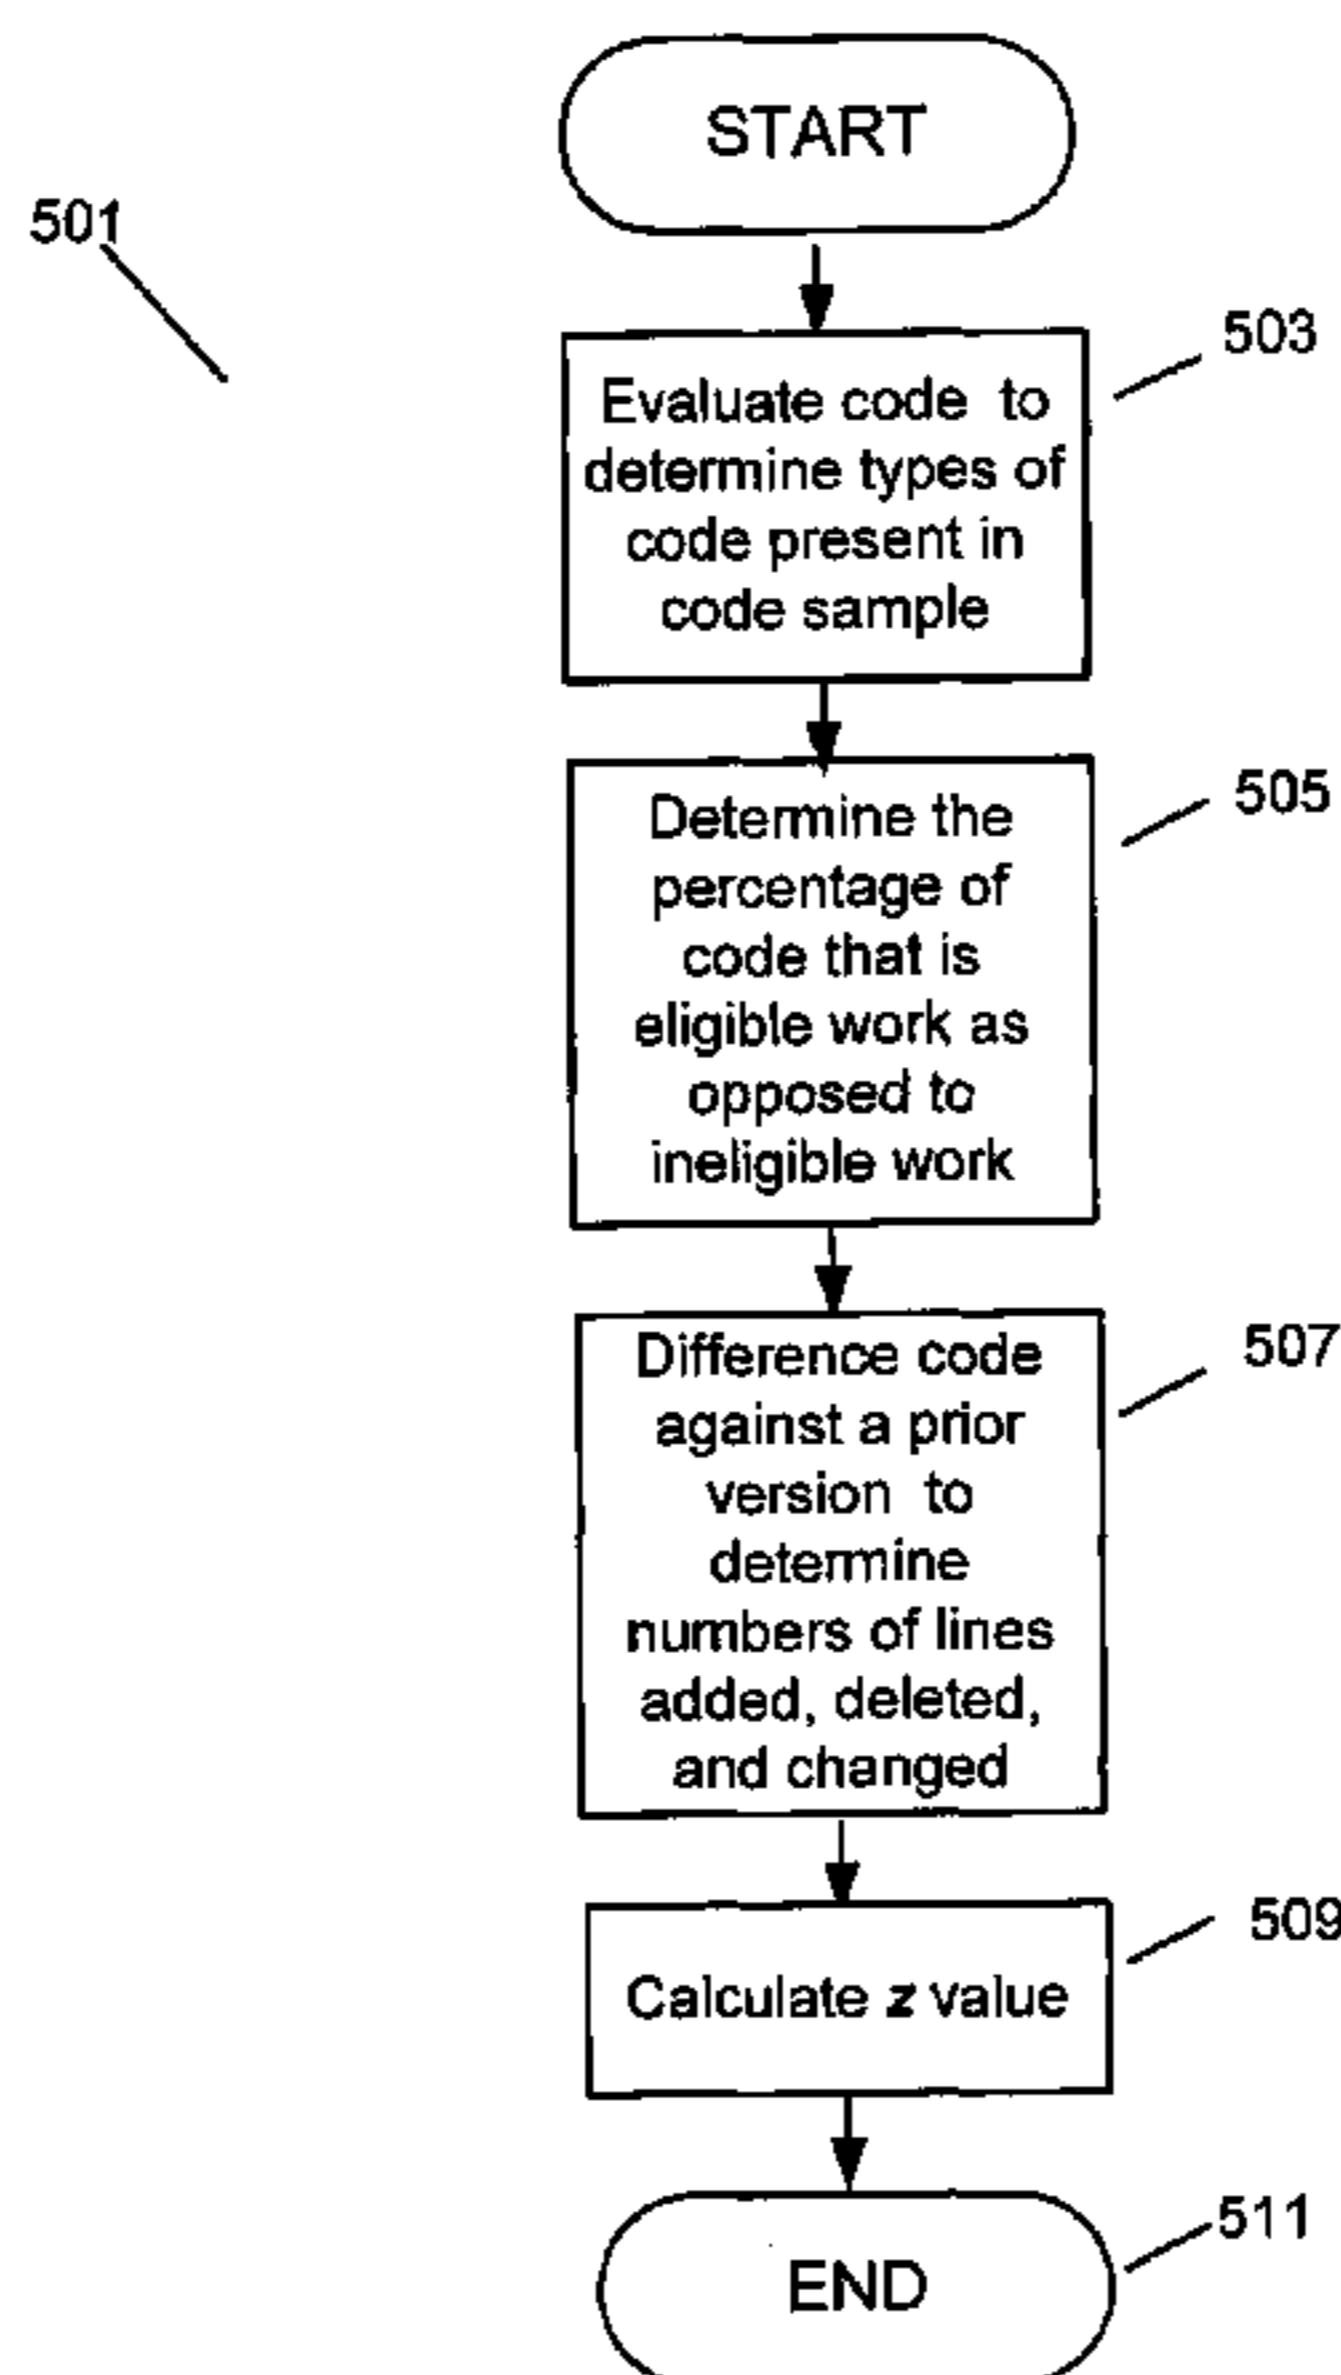 START
501
503
Evaluate code to
determine types of
code present in
code sample
505
Determine the
percentage of
code that is
eligible work as
opposed to
ineligible work
507
Difference code
against a prior
version to
determine
numbers of lines
added, deleted,
and changed
509
Calculate z value
511
END